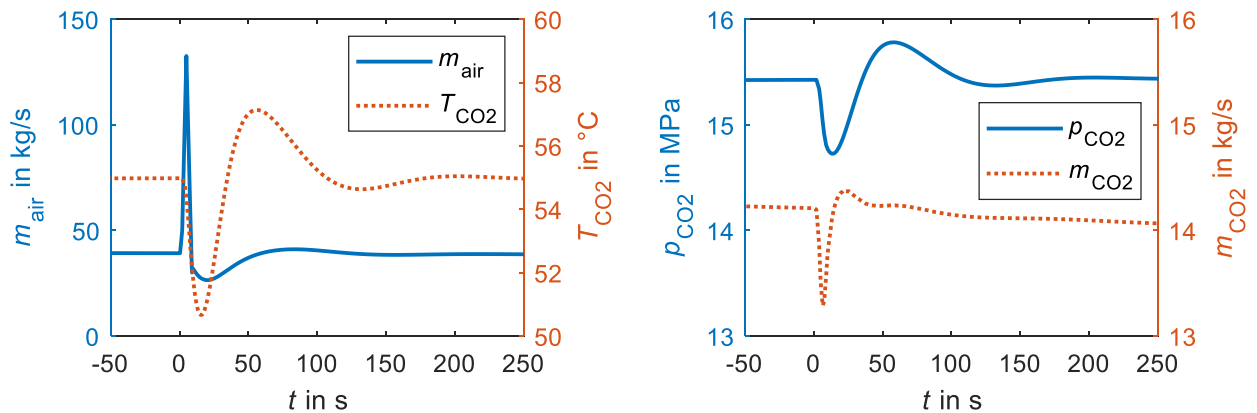 150
100
50
0
m_air in kg/s
60
58
56
54
52
50
T_CO2 in °C
m_air
T_CO2
-50 0 50 100 150 200 250
t in s
16
15
14
13
p_CO2 in MPa
16
15
14
13
m_CO2 in kg/s
p_CO2
m_CO2
-50 0 50 100 150 200 250
t in s